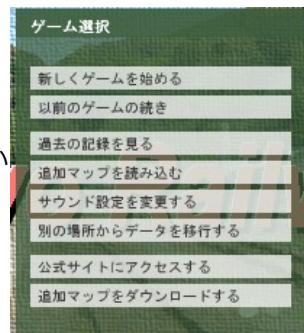 ゲーム選択
新しくゲームを始める
以前のゲームの続き
過去の記録を見る
い
追加マップを読み込む
サウンド設定を変更する
別の場所からデータを移行する
公式サイトにアクセスする
追加マップをダウンロードする